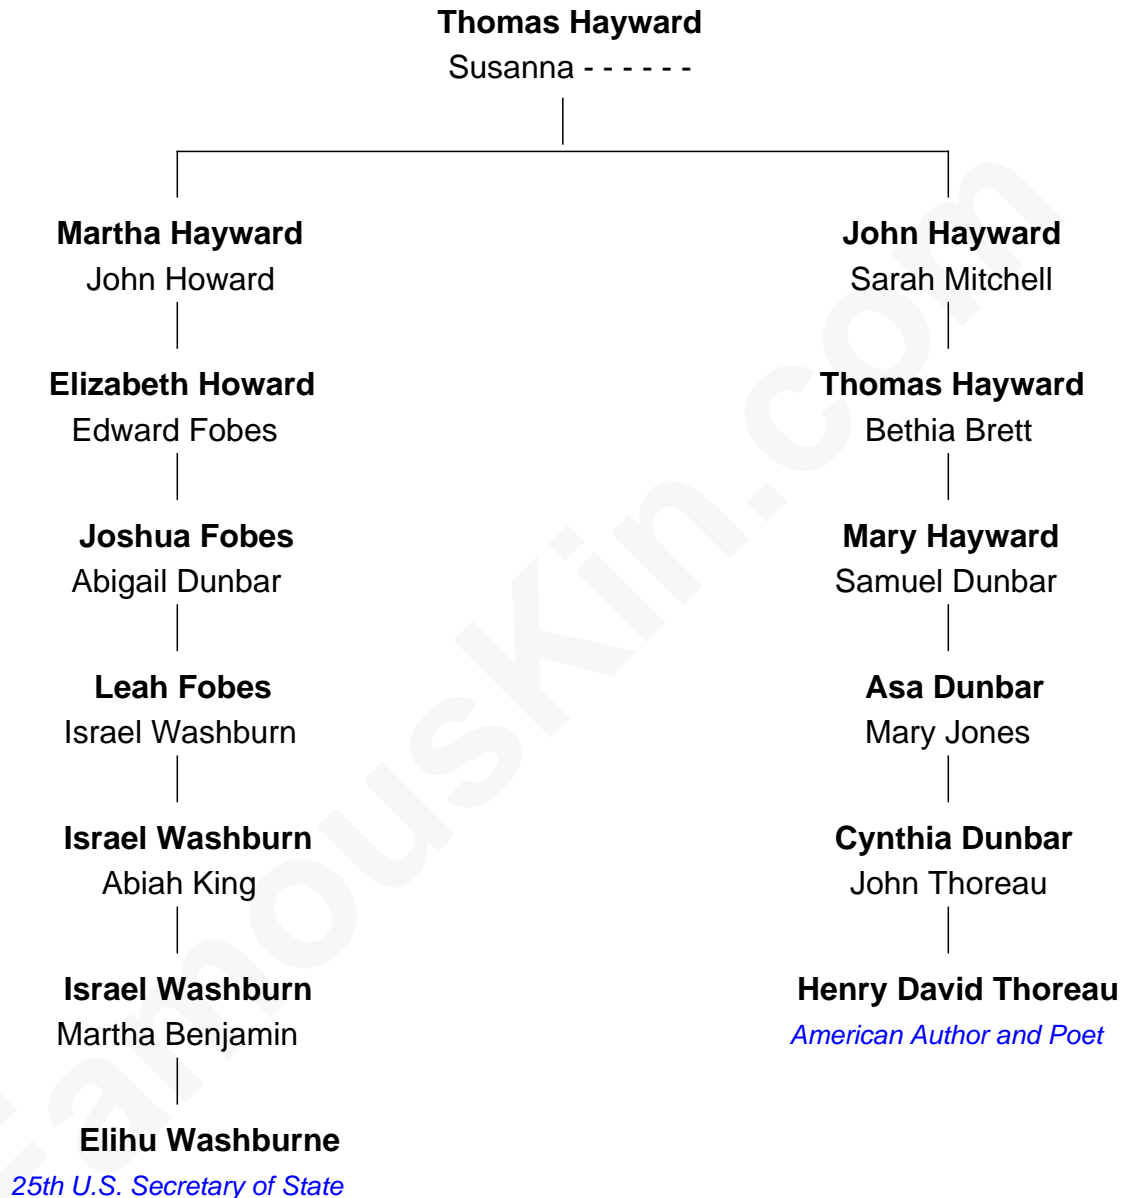 Thomas Hayward
Susanna - - - - - -
Martha Hayward
John Howard
John Hayward
Sarah Mitchell
Elizabeth Howard
Edward Fobes
Thomas Hayward
Bethia Brett
Joshua Fobes
Abigail Dunbar
Mary Hayward
Samuel Dunbar
Leah Fobes
Israel Washburn
Asa Dunbar
Mary Jones
Israel Washburn
Abiah King
Cynthia Dunbar
John Thoreau
Israel Washburn
Martha Benjamin
Henry David Thoreau
American Author and Poet
Elihu Washburne
25th U.S. Secretary of State
FamousKin.com